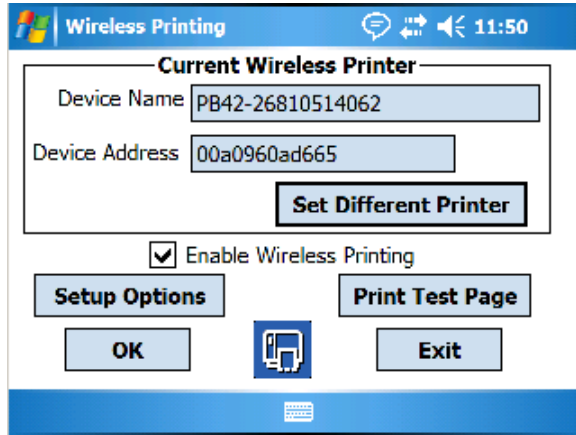 Wireless Printing 11:50
Current Wireless Printer
Device Name PB42-26810514062
Device Address 00a0960ad665
Set Different Printer
Enable Wireless Printing
Setup Options Print Test Page
OK Exit